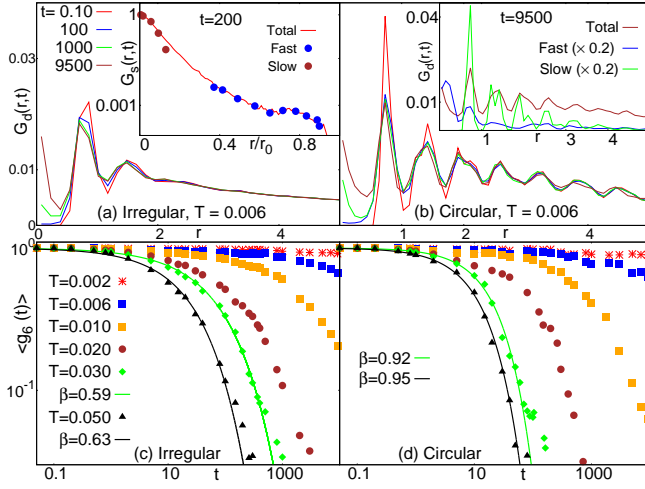 t= 0.10
100
1000
9500
0.03
0.01
0
G_d(r,t)
1
0.001
G_s(r,t)
t=200
Total
Fast
Slow
0
0.4
0.8
r/r_0
2
r
4
(a) Irregular, T = 0.006
0.04
0.01
G_d(r,t)
t=9500
Total
Fast (× 0.2)
Slow (× 0.2)
1
r
3
4
0
1
2
r
4
(b) Circular, T = 0.006
10^0
10^-1
<g_6 (t)>
T=0.002
T=0.006
T=0.010
T=0.020
T=0.030
β=0.59
T=0.050
β=0.63
(c) Irregular
0.1
10
t
1000
β=0.92
β=0.95
(d) Circular
0.1
10
t
1000